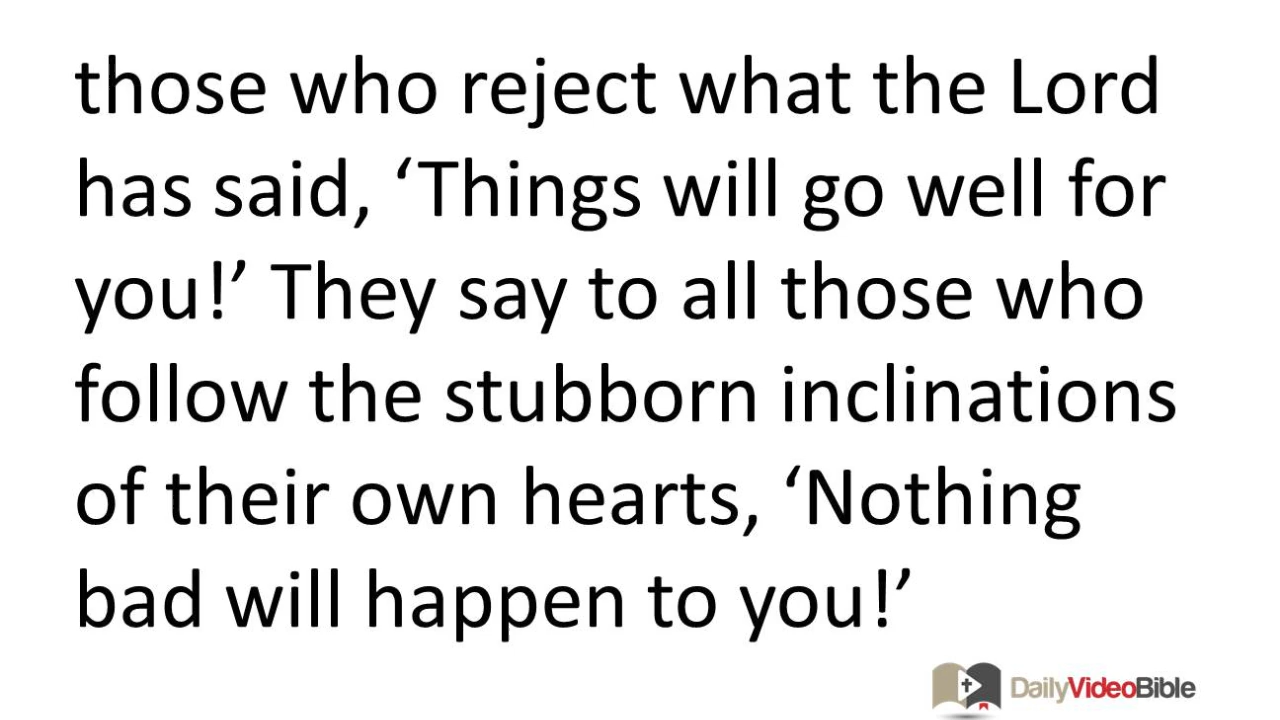 those who reject what the Lord
has said, ‘Things will go well for
you!’ They say to all those who
follow the stubborn inclinations
of their own hearts, ‘Nothing
bad will happen to you!’
DailyVideoBible